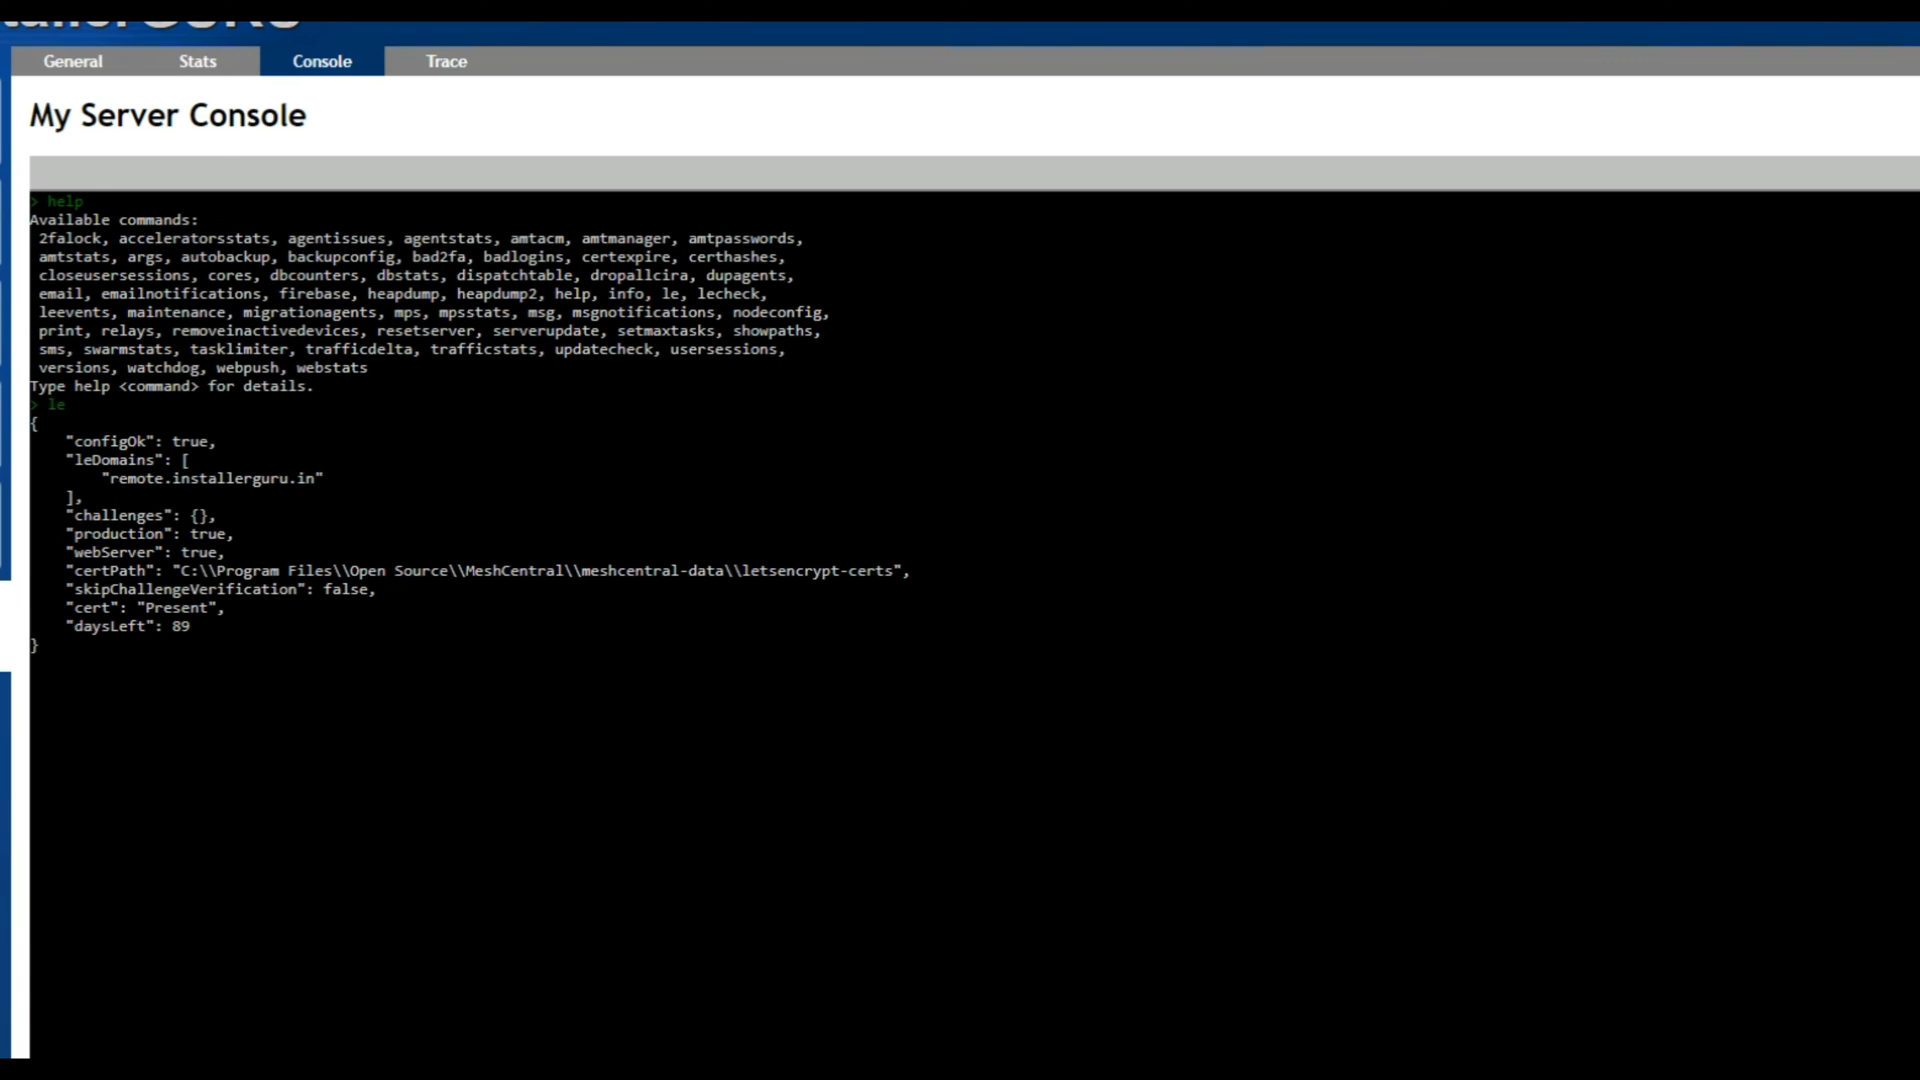 General Stats Console Trace
My Server Console
> help
Available commands:
2falock, acceleratorsstats, agentissues, agentstats, amtacm, amtmanager, amtpasswords,
amtstats, args, autobackup, backupconfig, bad2fa, badlogins, certexpire, certhashes,
closeusersessions, cores, dbcounters, dbstats, dispatchtable, dropallcira, dupagents,
email, emailnotifications, firebase, heapdump, heapdump2, help, info, le, lecheck,
leevents, maintenance, migrationagents, mps, mpsstats, msg, msgnotifications, nodeconfig,
print, relays, removeinactivedevices, resetserver, serverupdate, setmaxtasks, showpaths,
sms, swarmstats, tasklimiter, trafficdelta, trafficstats, updatecheck, usersessions,
versions, watchdog, webpush, webstats
Type help <command> for details.
> le
{
"configOk": true,
"leDomains": [
"remote.installerguru.in"
],
"challenges": {},
"production": true,
"webServer": true,
"certPath": "C:\\Program Files\\Open Source\\MeshCentral\\meshcentral-data\\letsencrypt-certs",
"skipChallengeVerification": false,
"cert": "Present",
"daysLeft": 89
}